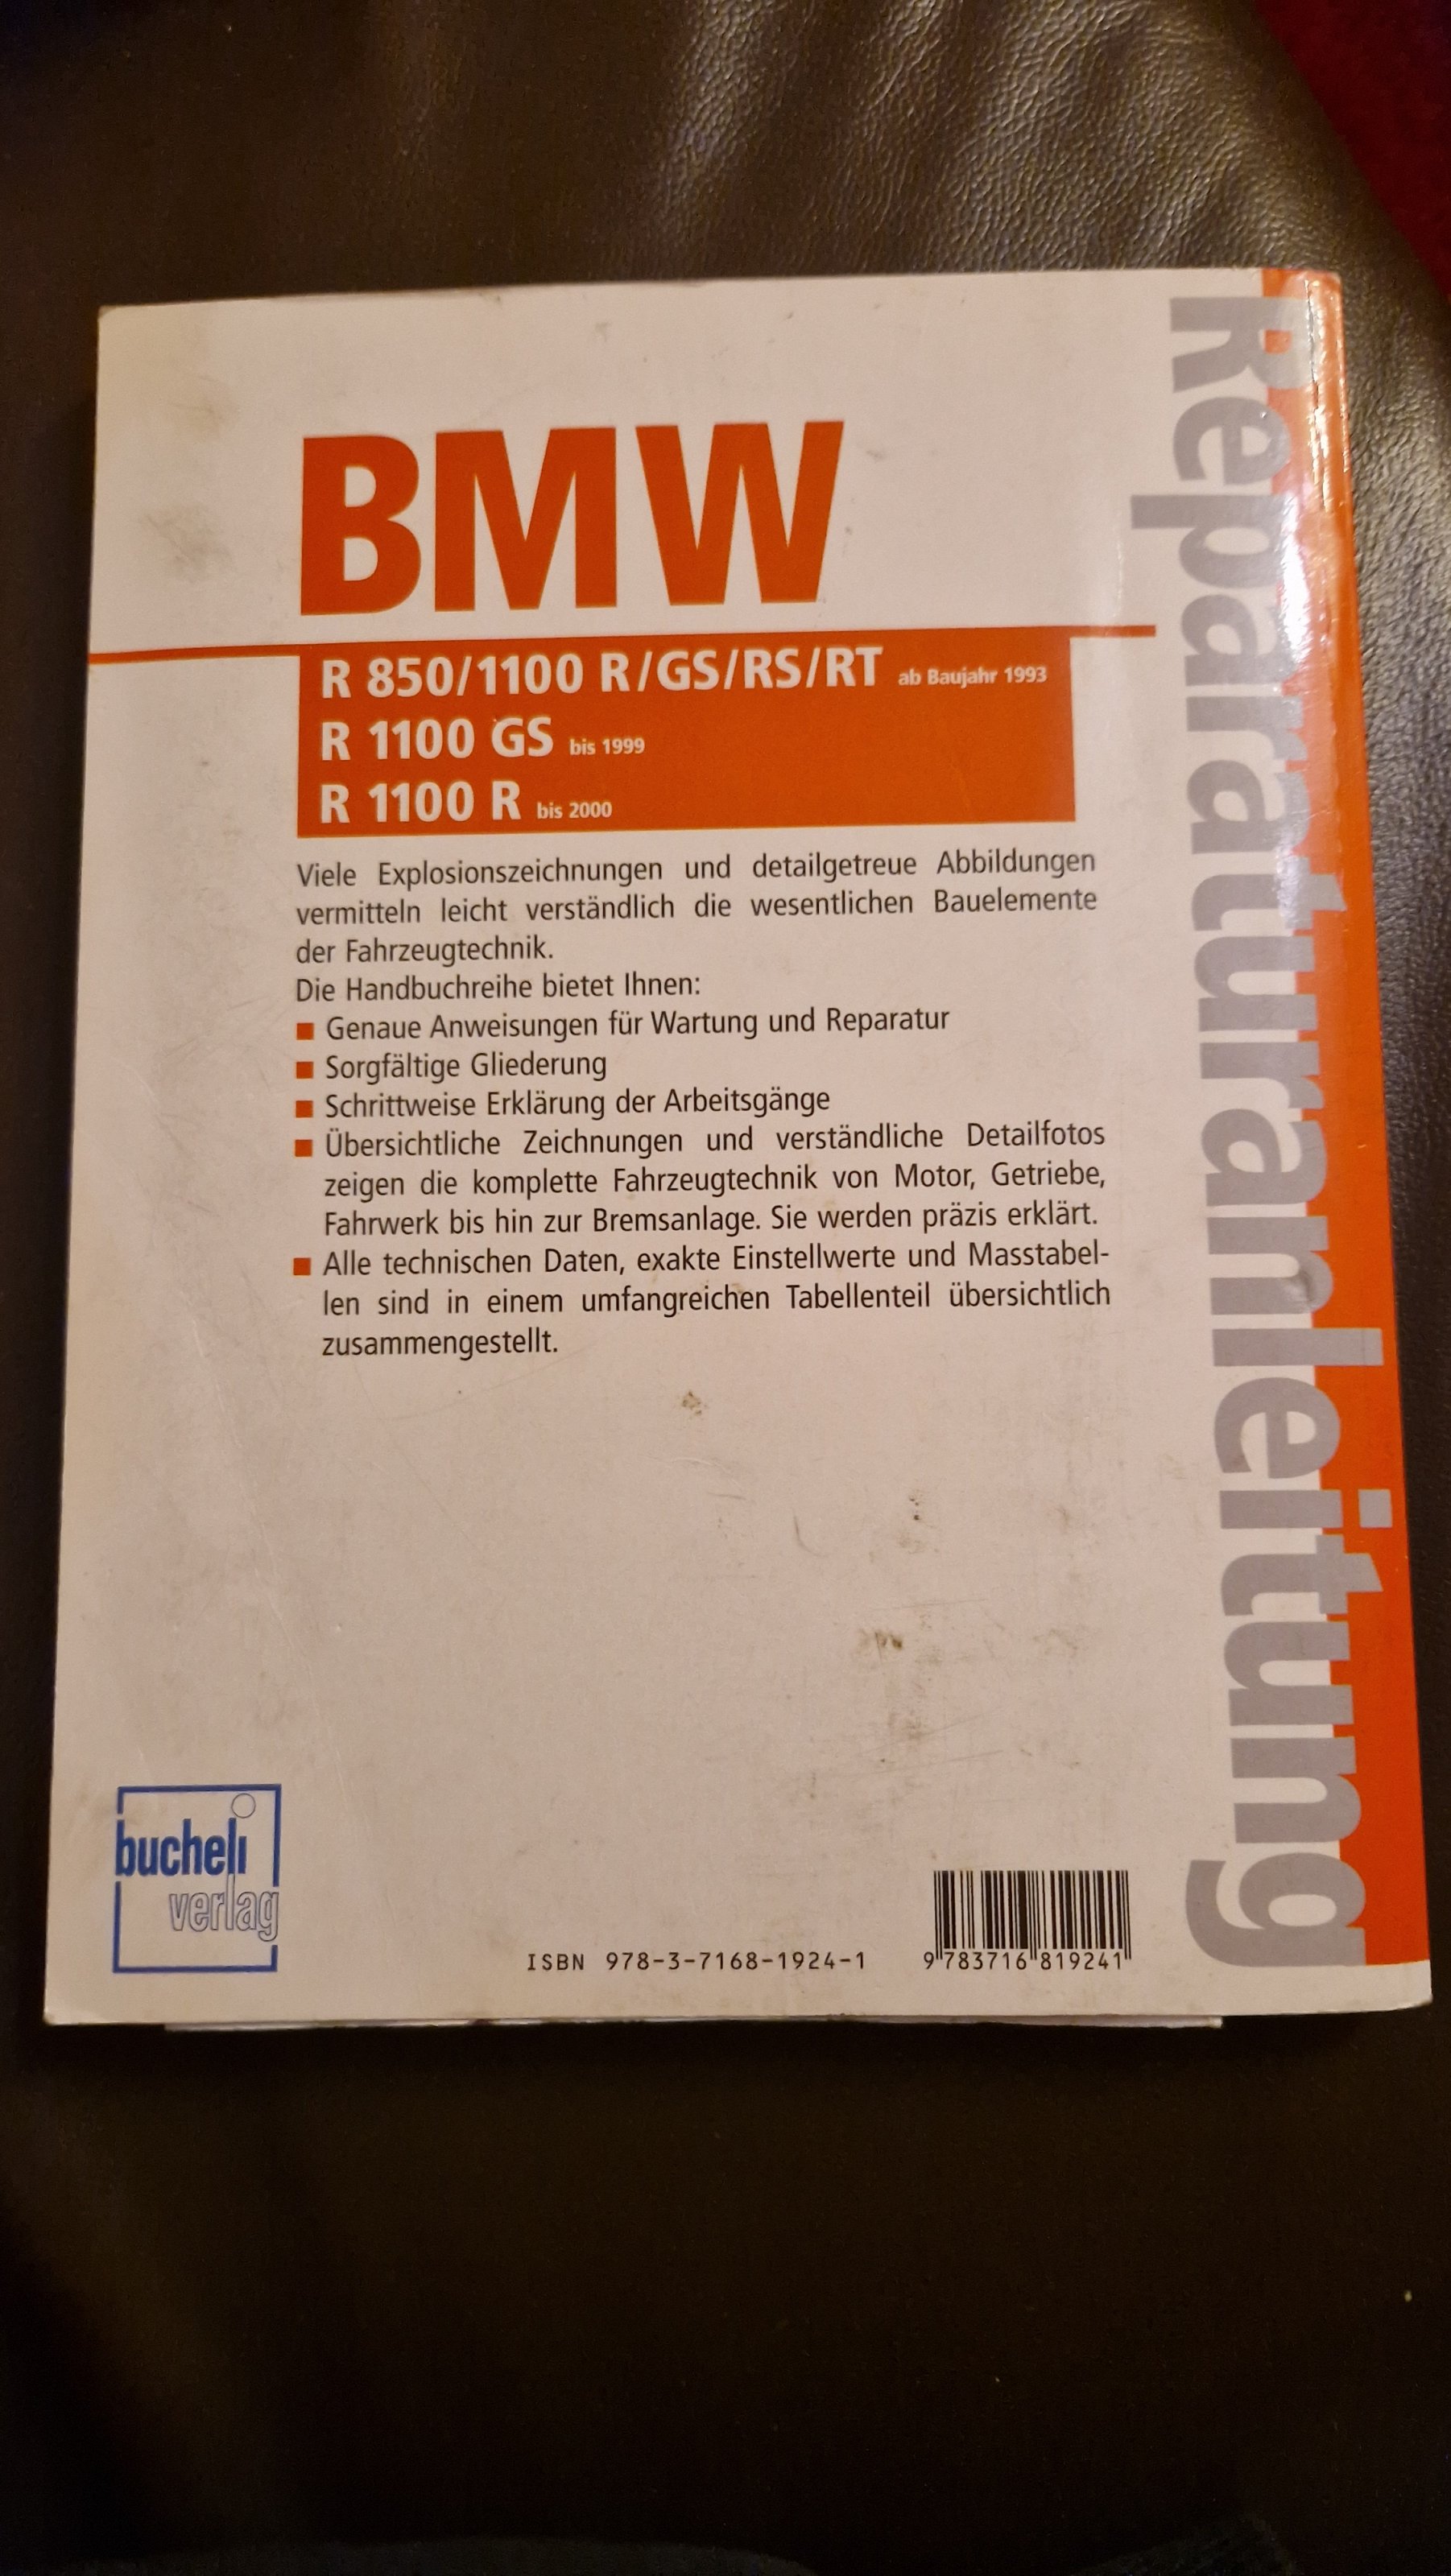 BMW
R 850/1100 R/GS/RS/RT ab Baujahr 1993
R 1100 GS bis 1999
R 1100 R bis 2000
Viele Explosionszeichnungen und detailgetreue Abbildungen
vermitteln leicht verständlich die wesentlichen Bauelemente
der Fahrzeugtechnik.
Die Handbuchreihe bietet Ihnen:
■ Genaue Anweisungen für Wartung und Reparatur
■ Sorgfältige Gliederung
■ Schrittweise Erklärung der Arbeitsgänge
■ Übersichtliche Zeichnungen und verständliche Detailfotos
zeigen die komplette Fahrzeugtechnik von Motor, Getriebe,
Fahrwerk bis hin zur Bremsanlage. Sie werden präzis erklärt.
■ Alle technischen Daten, exakte Einstellwerte und Masstabel-
len sind in einem umfangreichen Tabellenteil übersichtlich
zusammengestellt.
Reparaturanleitung
bucheli
verlag
ISBN 978-3-7168-1924-1
9 783716 819241